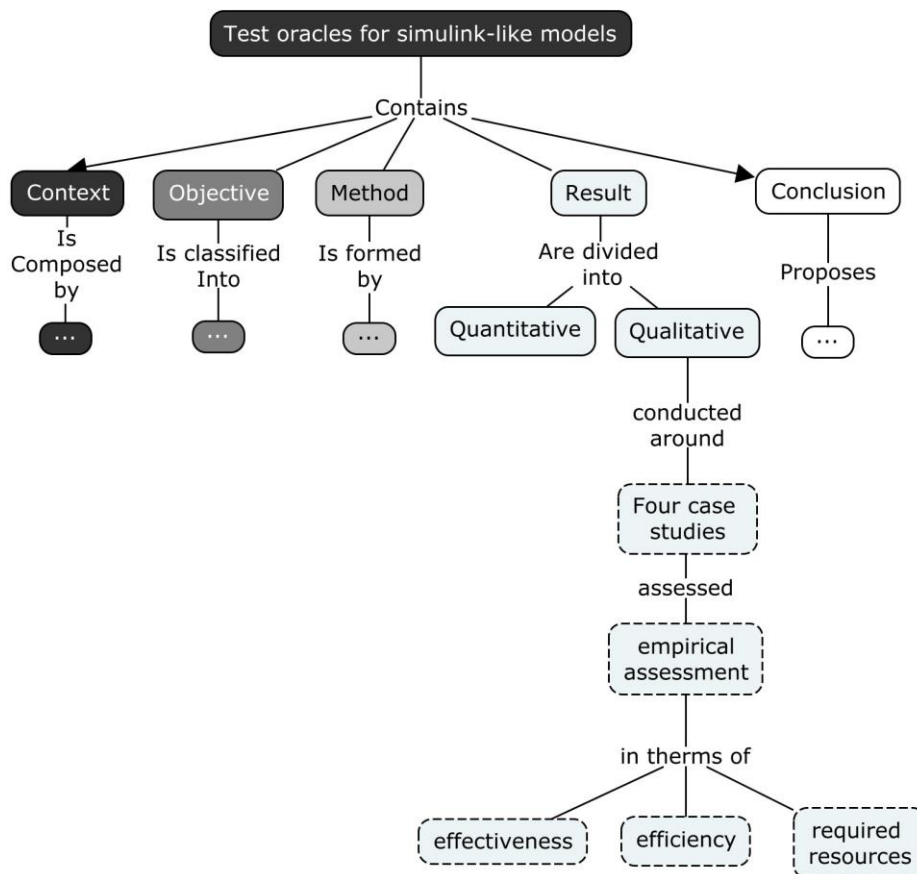 Test oracles for simulink-like models
Contains
Context
Objective
Method
Result
Conclusion
Is
Composed
by
Is classified
Into
Is formed
by
Are divided
into
Proposes
...
...
...
Quantitative
Qualitative
...
conducted
around
Four case
studies
assessed
empirical
assessment
in therms of
effectiveness
efficiency
required
resources